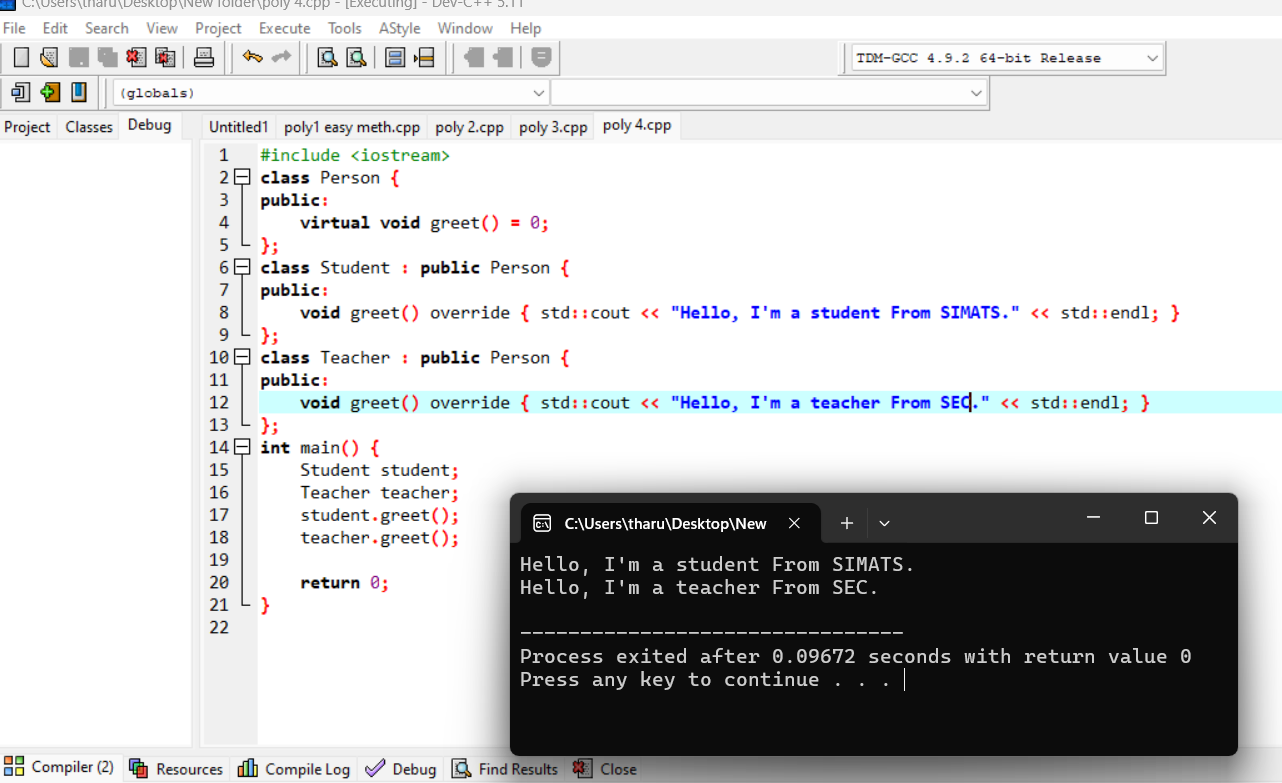 C:\Users\tharu\Desktop\New folder\poly 4.cpp - [Executing] - Dev-C++ 5.11
File Edit Search View Project Execute Tools AStyle Window Help
TDM-GCC 4.9.2 64-bit Release
(globals)
Project Classes Debug Untitled1 poly1 easy meth.cpp poly 2.cpp poly 3.cpp poly 4.cpp
1 #include <iostream>
2 class Person {
3 public:
4     virtual void greet() = 0;
5 };
6 class Student : public Person {
7 public:
8     void greet() override { std::cout << "Hello, I'm a student From SIMATS." << std::endl; }
9 };
10 class Teacher : public Person {
11 public:
12     void greet() override { std::cout << "Hello, I'm a teacher From SEC." << std::endl; }
13 };
14 int main() {
15     Student student;
16     Teacher teacher;
17     student.greet();
18     teacher.greet();
19
20     return 0;
21 }
22
C:\Users\tharu\Desktop\New
Hello, I'm a student From SIMATS.
Hello, I'm a teacher From SEC.
--------------------------------
Process exited after 0.09672 seconds with return value 0
Press any key to continue . . .
Compiler (2) Resources Compile Log Debug Find Results Close